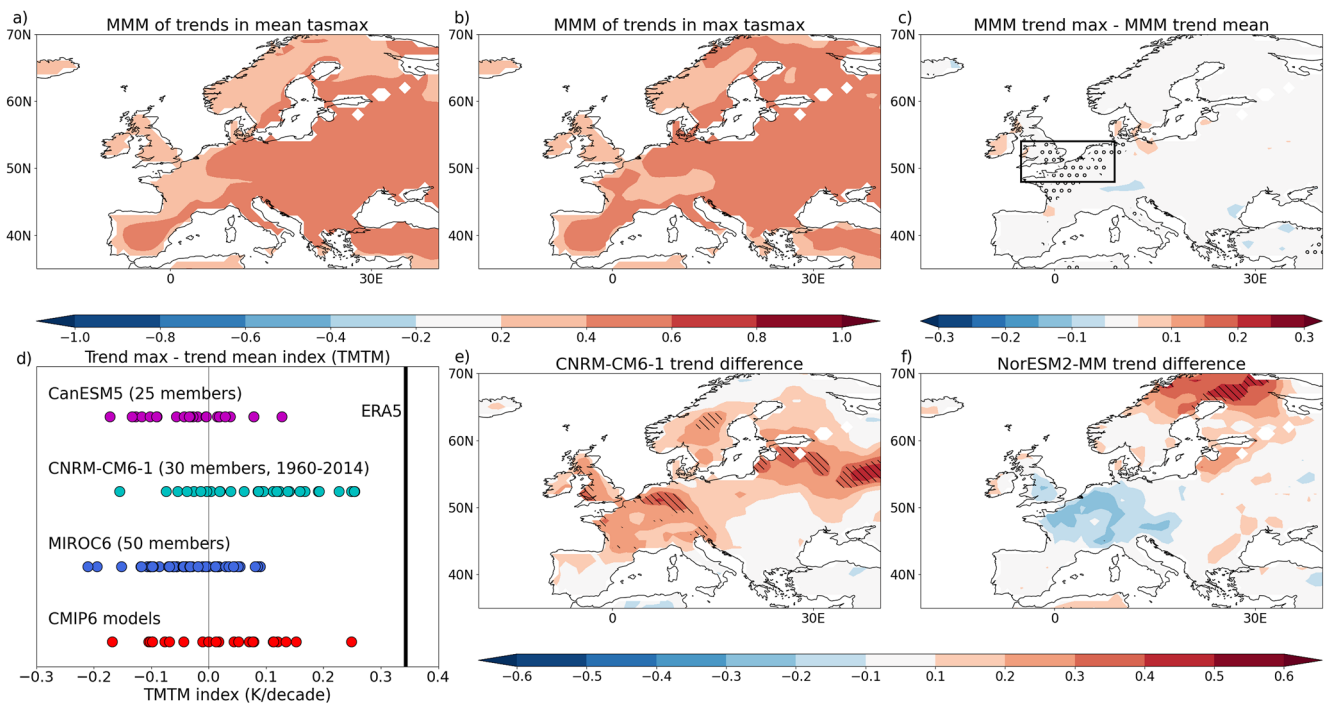 a)
MMM of trends in mean tasmax
70N
60N
50N
40N
0
30E
b)
MMM of trends in max tasmax
70N
60N
50N
40N
0
30E
c)
MMM trend max - MMM trend mean
70N
60N
50N
40N
0
30E
−1.0 −0.8 −0.6 −0.4 −0.2 0.2 0.4 0.6 0.8 1.0
−0.3 −0.2 −0.1 0.1 0.2 0.3
d)
Trend max - trend mean index (TMTM)
CanESM5 (25 members)
ERA5
CNRM-CM6-1 (30 members, 1960-2014)
MIROC6 (50 members)
CMIP6 models
−0.3 −0.2 −0.1 0.0 0.1 0.2 0.3 0.4
TMTM index (K/decade)
e)
CNRM-CM6-1 trend difference
70N
60N
50N
40N
0
30E
f)
NorESM2-MM trend difference
70N
60N
50N
40N
0
30E
−0.6 −0.5 −0.4 −0.3 −0.2 −0.1 0.1 0.2 0.3 0.4 0.5 0.6